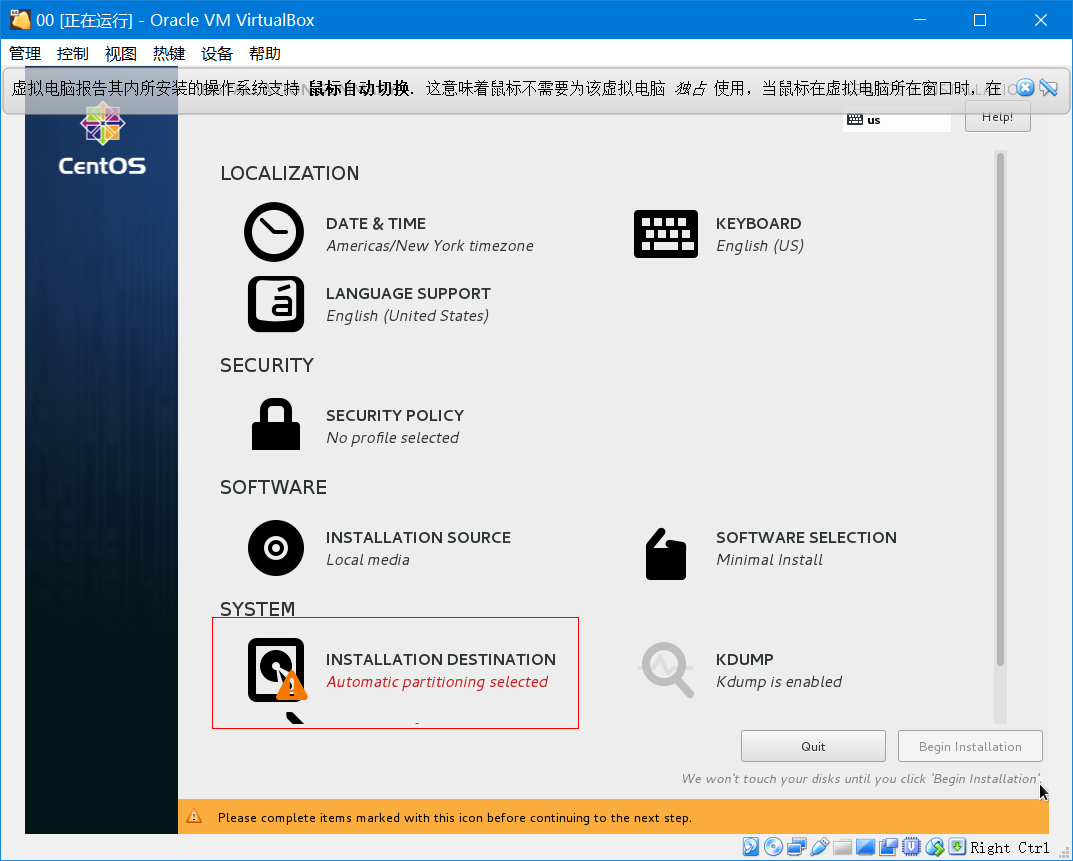 00 [正在运行] - Oracle VM VirtualBox
管理 控制 视图 热键 设备 帮助
虚拟电脑报告其内所安装的操作系统支持 鼠标自动切换. 这意味着鼠标不需要为该虚拟电脑 独占 使用，当鼠标在虚拟电脑所在窗口时，在
us Help!
CentOS
LOCALIZATION
DATE & TIME
Americas/New York timezone
KEYBOARD
English (US)
LANGUAGE SUPPORT
English (United States)
SECURITY
SECURITY POLICY
No profile selected
SOFTWARE
INSTALLATION SOURCE
Local media
SOFTWARE SELECTION
Minimal Install
SYSTEM
INSTALLATION DESTINATION
Automatic partitioning selected
KDUMP
Kdump is enabled
Quit Begin Installation
We won't touch your disks until you click 'Begin Installation'.
Please complete items marked with this icon before continuing to the next step.
Right Ctrl